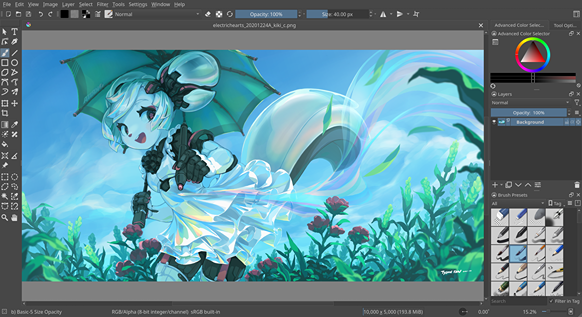 File Edit View Image Layer Select Filter Tools Settings Window Help
Normal
Opacity: 100%
Size: 40.00 px
electrichearts_20201224A_kiki_c.png
Advanced Color Selec...
Tool Opti...
Advanced Color Selector
Layers
Normal
Opacity: 100%
Background
Brush Presets
All
Tag
Search
Filter in Tag
b) Basic-5 Size Opacity
RGB/Alpha (8-bit integer/channel) sRGB built-in
10,000 x 5,000 (193.8 MiB)
0.00°
15.2%